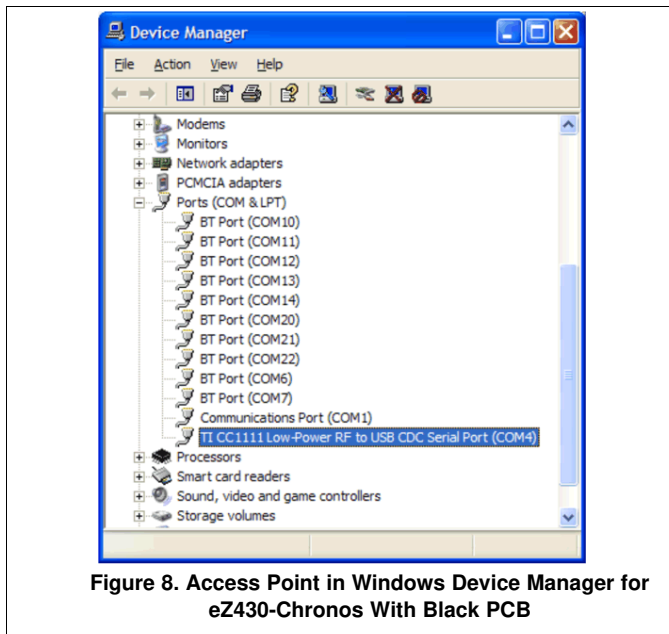 Device Manager
File Action View Help
Modems
Monitors
Network adapters
PCMCIA adapters
Ports (COM & LPT)
BT Port (COM10)
BT Port (COM11)
BT Port (COM12)
BT Port (COM13)
BT Port (COM14)
BT Port (COM20)
BT Port (COM21)
BT Port (COM22)
BT Port (COM6)
BT Port (COM7)
Communications Port (COM1)
TI CC1111 Low-Power RF to USB CDC Serial Port (COM4)
Processors
Smart card readers
Sound, video and game controllers
Storage volumes
Figure 8. Access Point in Windows Device Manager for
eZ430-Chronos With Black PCB